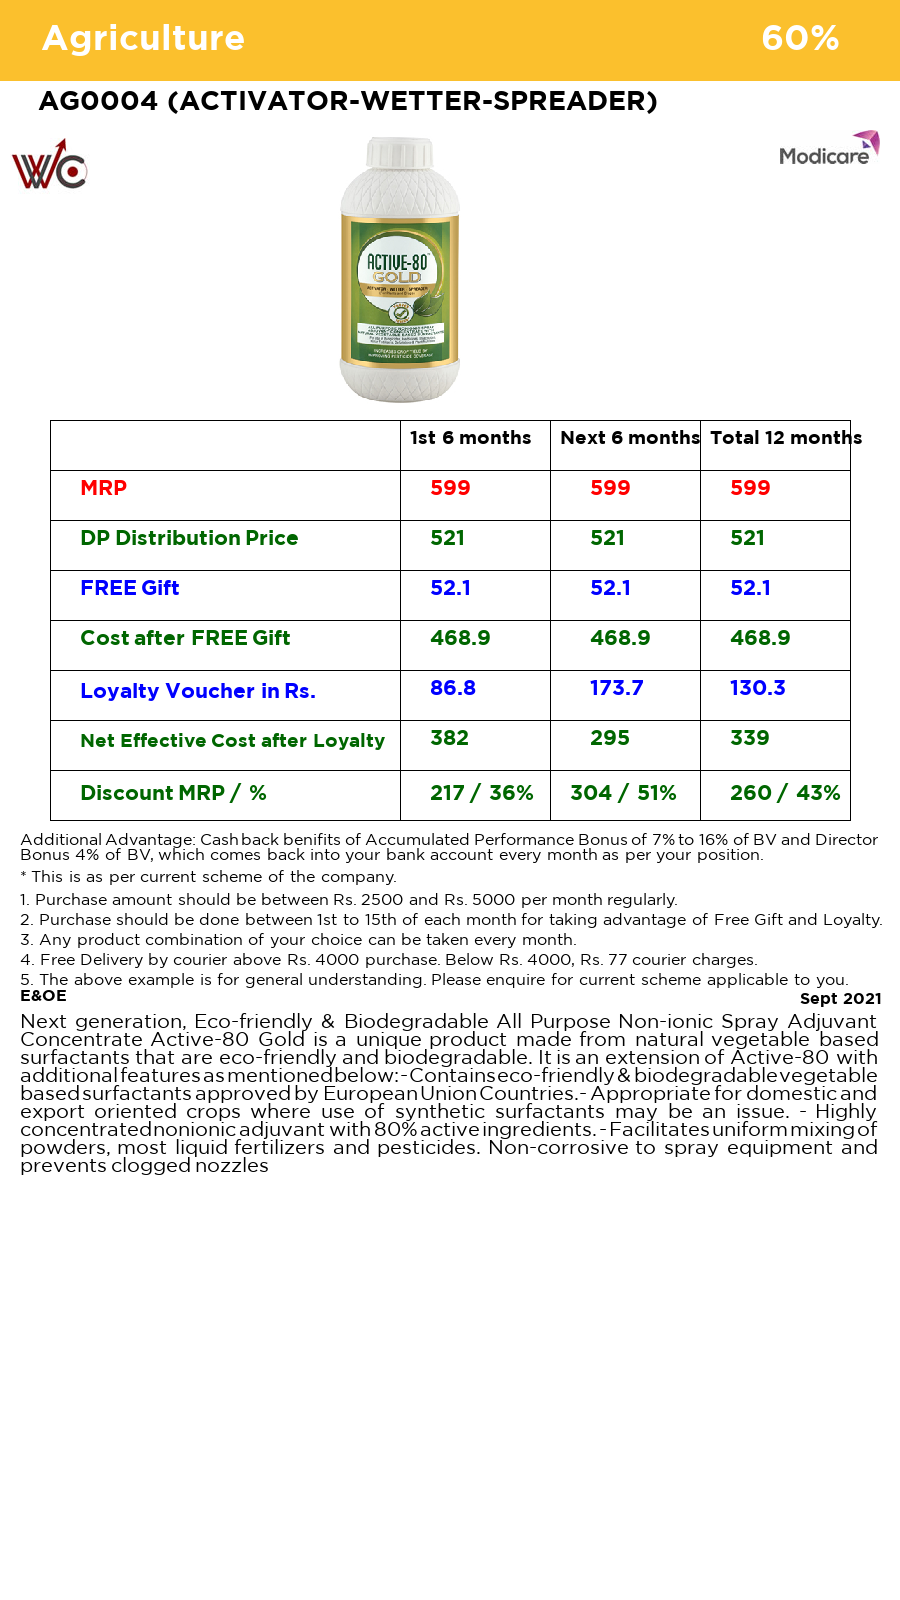 Agriculture 60%
AG0004 (ACTIVATOR-WETTER-SPREADER)
WC
Modicare
ACTIVE-80
GOLD
ACTIVATOR WETTER SPREADER
1st 6 months Next 6 months Total 12 months
MRP 599 599 599
DP Distribution Price 521 521 521
FREE Gift 52.1 52.1 52.1
Cost after FREE Gift 468.9 468.9 468.9
Loyalty Voucher in Rs. 86.8 173.7 130.3
Net Effective Cost after Loyalty 382 295 339
Discount MRP / % 217 / 36% 304 / 51% 260 / 43%
Additional Advantage: Cashback benifits of Accumulated Performance Bonus of 7% to 16% of BV and Director
Bonus 4% of BV, which comes back into your bank account every month as per your position.
* This is as per current scheme of the company.
1. Purchase amount should be between Rs. 2500 and Rs. 5000 per month regularly.
2. Purchase should be done between 1st to 15th of each month for taking advantage of Free Gift and Loyalty.
3. Any product combination of your choice can be taken every month.
4. Free Delivery by courier above Rs. 4000 purchase. Below Rs. 4000, Rs. 77 courier charges.
5. The above example is for general understanding. Please enquire for current scheme applicable to you.
E&OE Sept 2021
Next generation, Eco-friendly & Biodegradable All Purpose Non-ionic Spray Adjuvant
Concentrate Active-80 Gold is a unique product made from natural vegetable based
surfactants that are eco-friendly and biodegradable. It is an extension of Active-80 with
additional features as mentioned below: - Contains eco-friendly & biodegradable vegetable
based surfactants approved by European Union Countries. - Appropriate for domestic and
export oriented crops where use of synthetic surfactants may be an issue. - Highly
concentrated nonionic adjuvant with 80% active ingredients. - Facilitates uniform mixing of
powders, most liquid fertilizers and pesticides. Non-corrosive to spray equipment and
prevents clogged nozzles